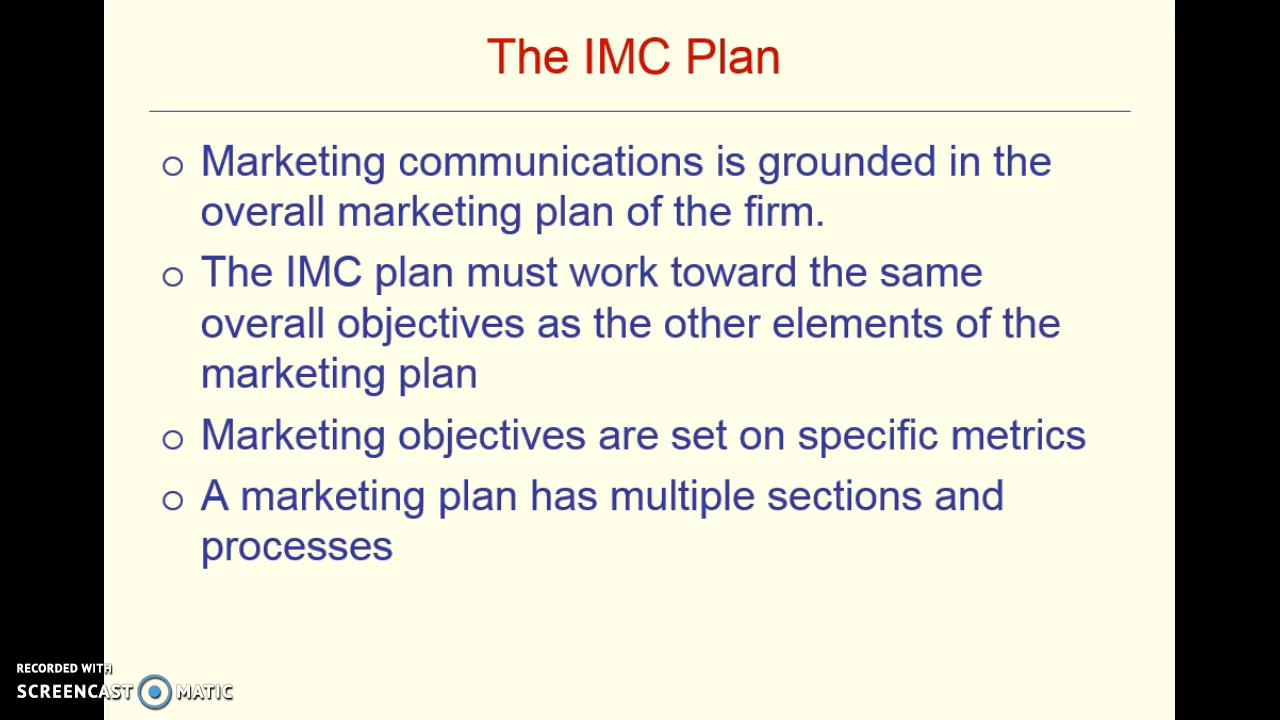 The IMC Plan
Marketing communications is grounded in the
overall marketing plan of the firm.
The IMC plan must work toward the same
overall objectives as the other elements of the
marketing plan
Marketing objectives are set on specific metrics
A marketing plan has multiple sections and
processes
RECORDED WITH
SCREENCAST MATIC